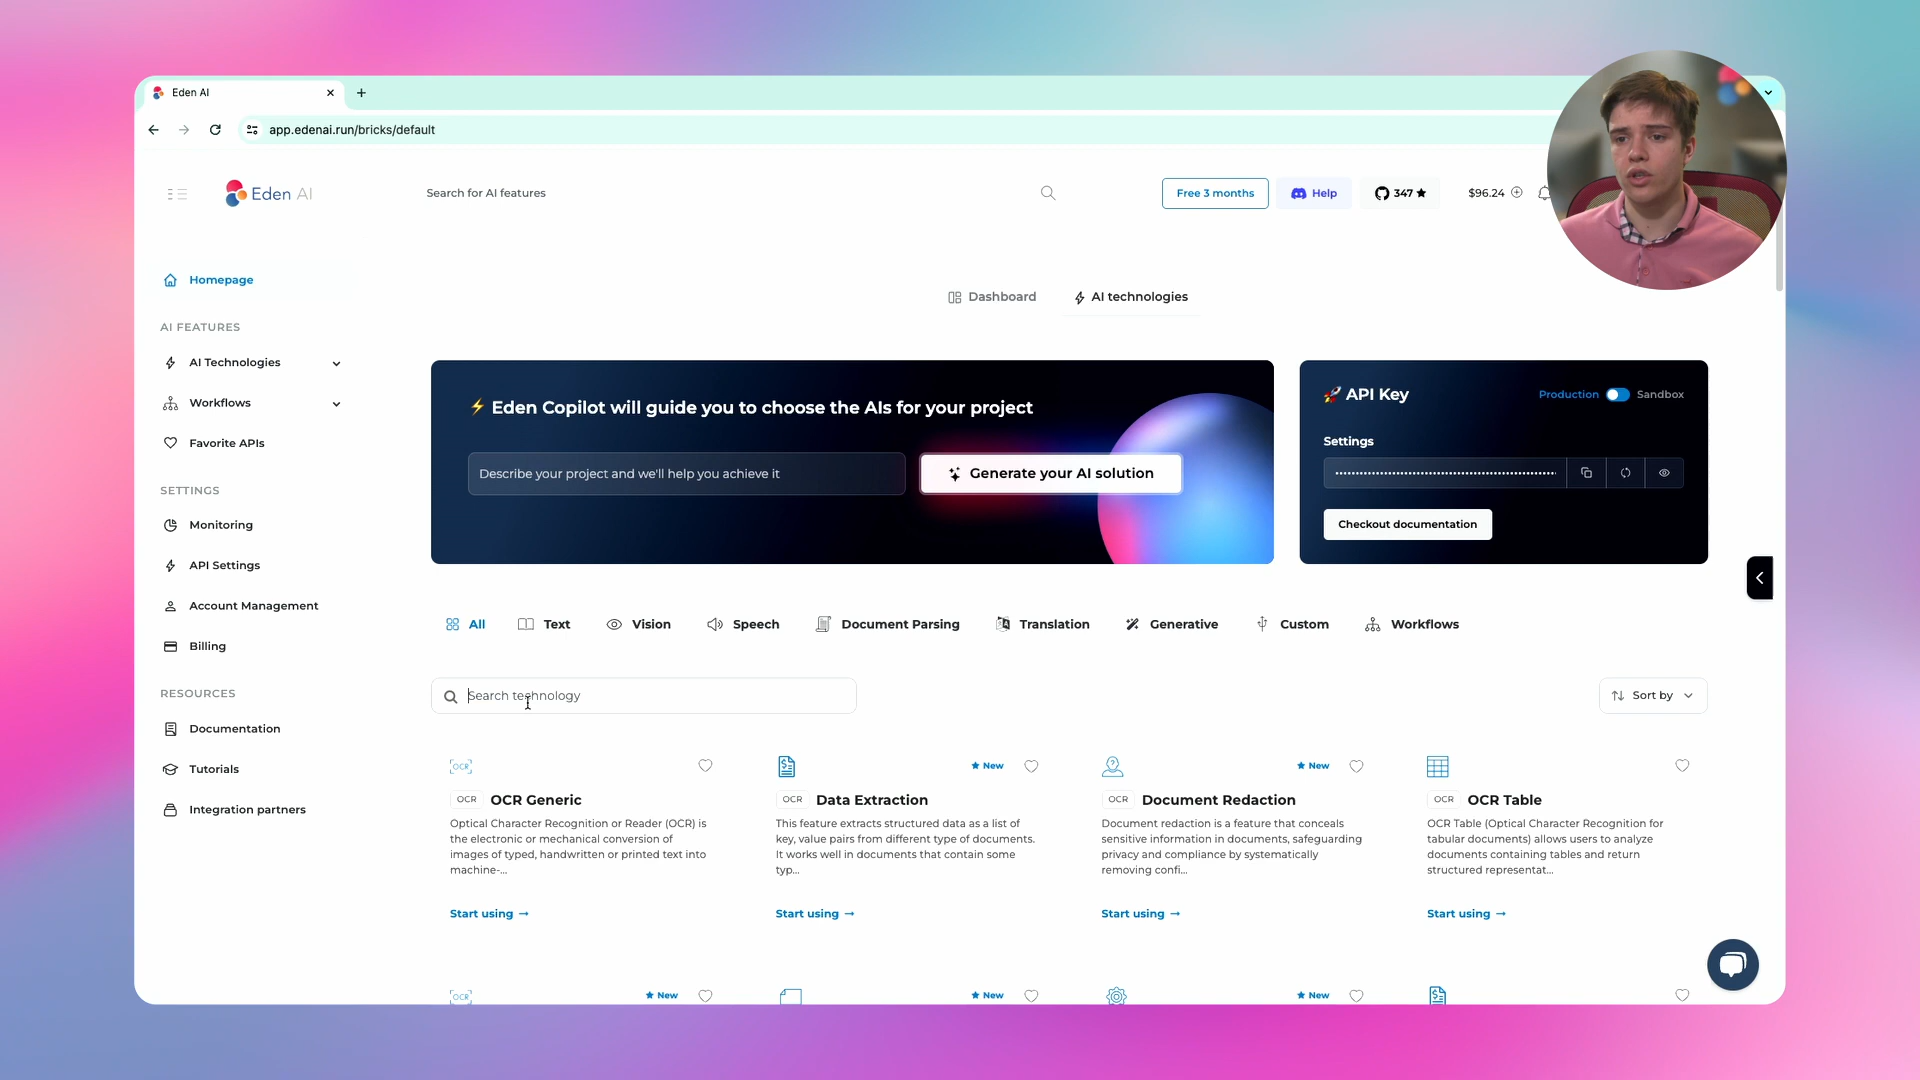 Eden AI
app.edenai.run/bricks/default
Eden AI
Search for AI features
Free 3 months
Help
347
$96.24
Homepage
Dashboard
AI technologies
AI FEATURES
AI Technologies
Workflows
Favorite APIs
SETTINGS
Monitoring
API Settings
Account Management
Billing
RESOURCES
Documentation
Tutorials
Integration partners
⚡ Eden Copilot will guide you to choose the AIs for your project
Describe your project and we'll help you achieve it
Generate your AI solution
🚀 API Key
Production
Sandbox
Settings
Checkout documentation
All
Text
Vision
Speech
Document Parsing
Translation
Generative
Custom
Workflows
Search technology
Sort by
OCR
OCR OCR Generic
Optical Character Recognition or Reader (OCR) is
the electronic or mechanical conversion of
images of typed, handwritten or printed text into
machine-...
Start using →
New
OCR Data Extraction
This feature extracts structured data as a list of
key, value pairs from different type of documents.
It works well in documents that contain some
typ...
Start using →
New
OCR Document Redaction
Document redaction is a feature that conceals
sensitive information in documents, safeguarding
privacy and compliance by systematically
removing confi...
Start using →
OCR OCR Table
OCR Table (Optical Character Recognition for
tabular documents) allows users to analyze
documents containing tables and return
structured representat...
Start using →
OCR
New
New
New